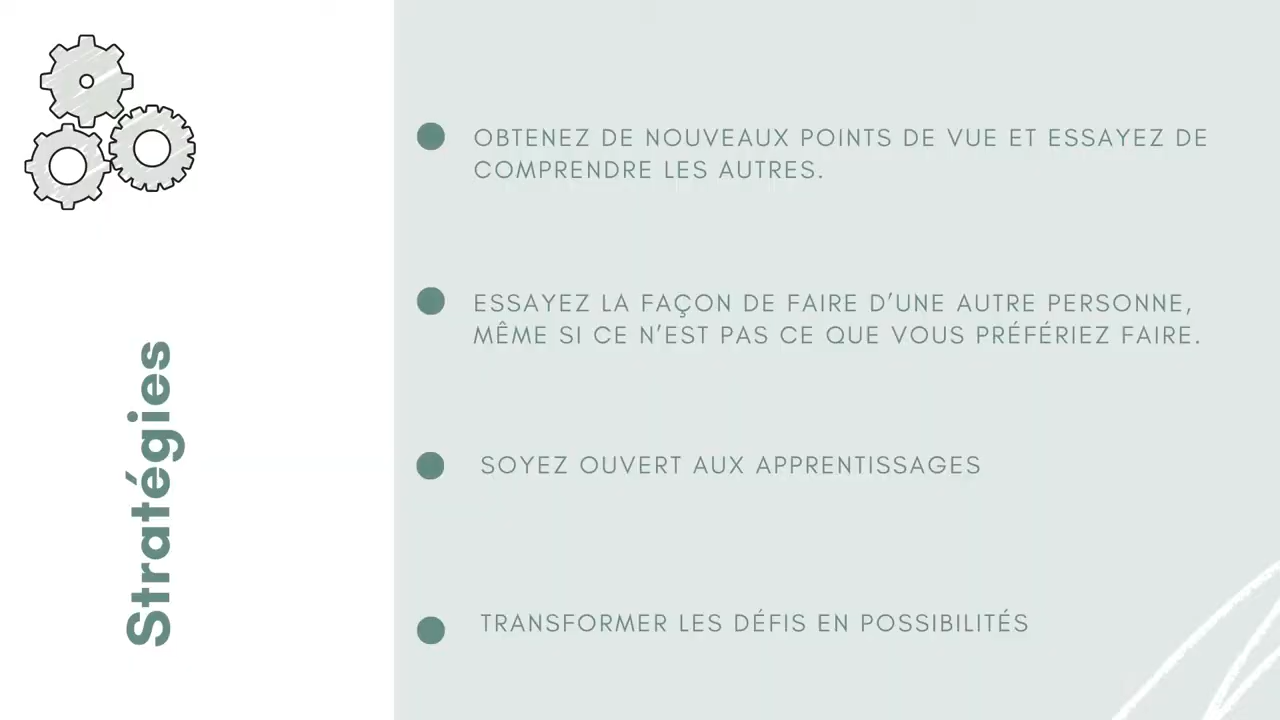 Stratégies
OBTENEZ DE NOUVEAUX POINTS DE VUE ET ESSAYEZ DE
COMPRENDRE LES AUTRES.
ESSAYEZ LA FAÇON DE FAIRE D'UNE AUTRE PERSONNE,
MÊME SI CE N'EST PAS CE QUE VOUS PRÉFÉRIEZ FAIRE.
SOYEZ OUVERT AUX APPRENTISSAGES
TRANSFORMER LES DÉFIS EN POSSIBILITÉS